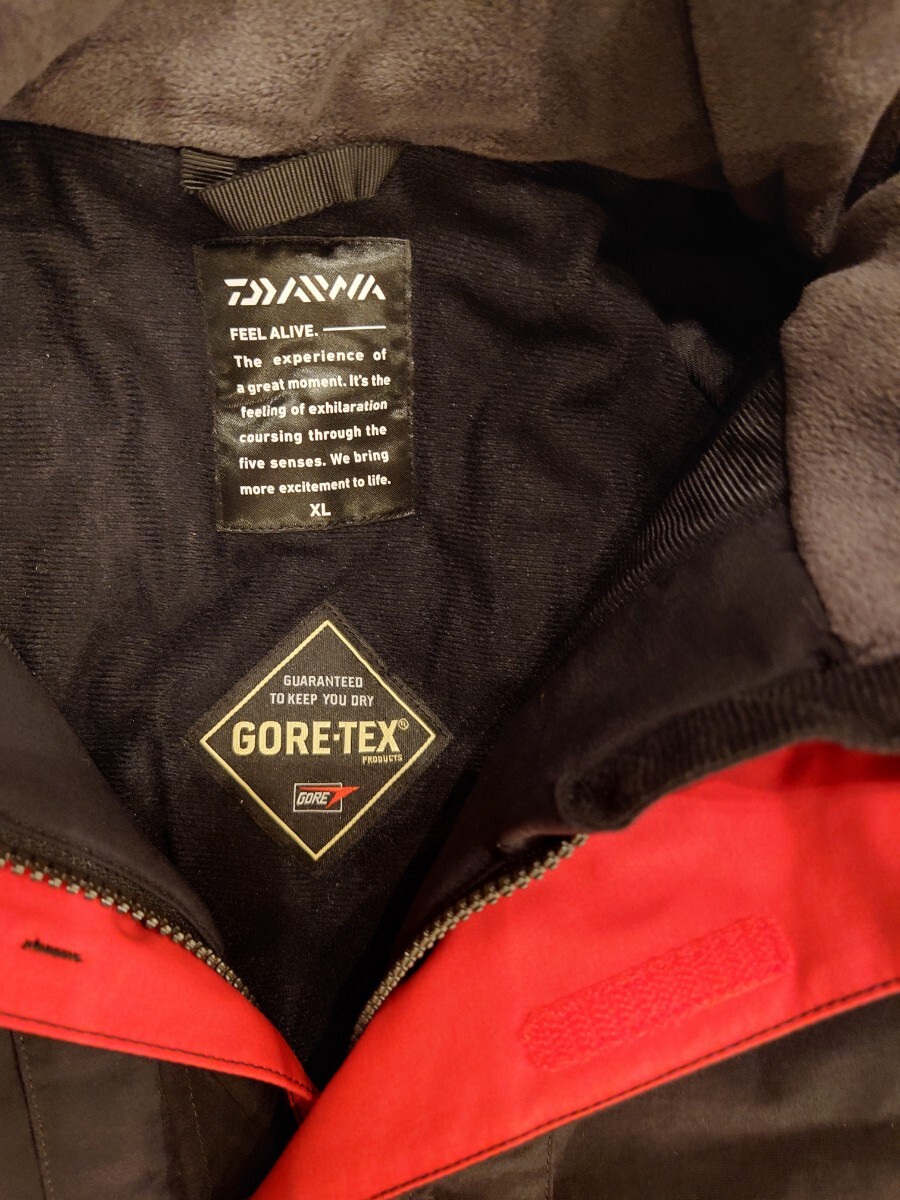 DAIWA
FEEL ALIVE.
The experience of
a great moment. It's the
feeling of exhilaration
coursing through the
five senses. We bring
more excitement to life.
XL
GUARANTEED
TO KEEP YOU DRY
GORE-TEX®
PRODUCTS
GORE